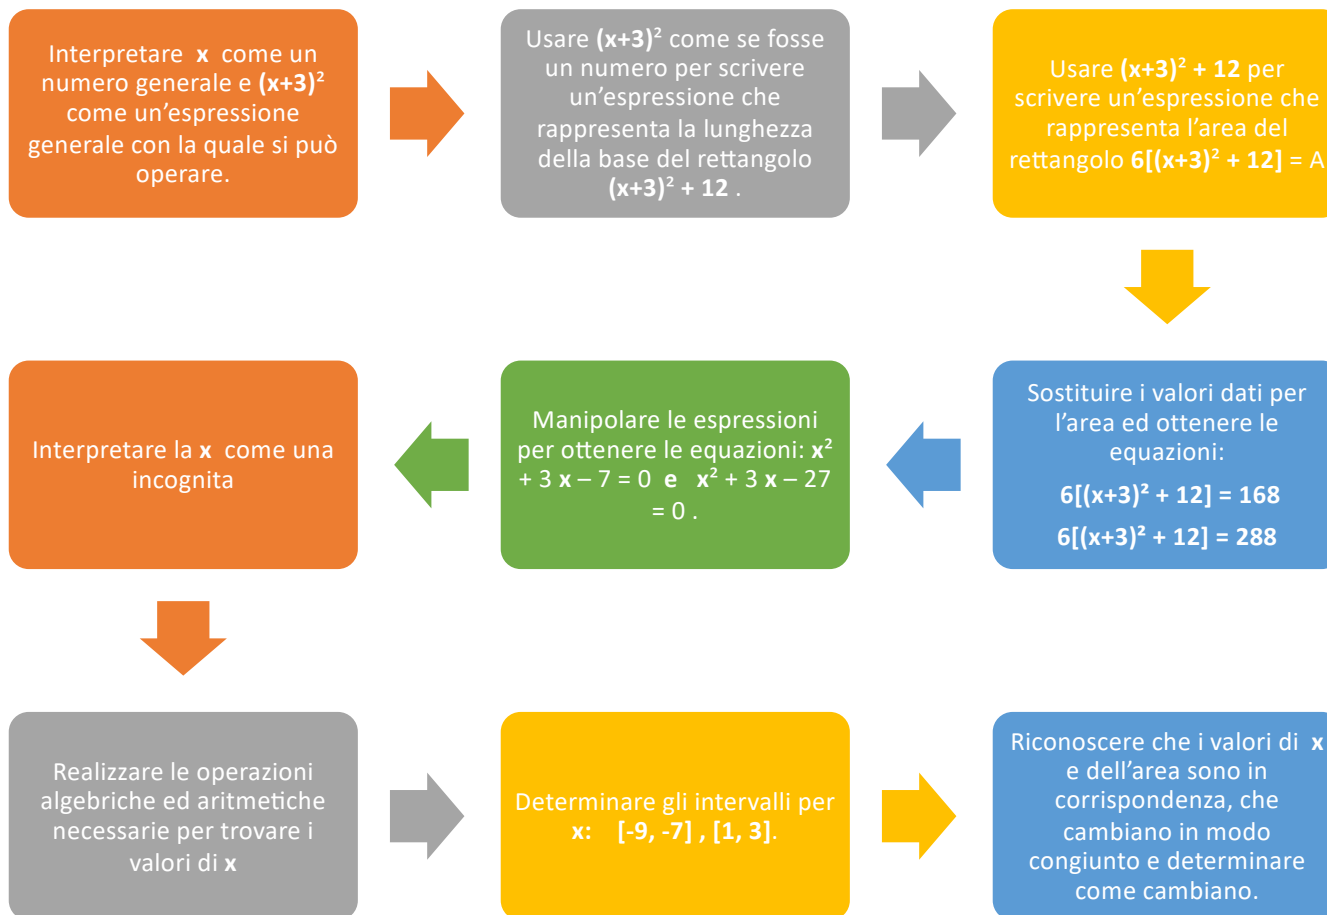 Interpretare x come un
numero generale e (x+3)²
come un'espressione
generale con la quale si può
operare.
Usare (x+3)² come se fosse
un numero per scrivere
un'espressione che
rappresenta la lunghezza
della base del rettangolo
(x+3)² + 12 .
Usare (x+3)² + 12 per
scrivere un'espressione che
rappresenta l'area del
rettangolo 6[(x+3)² + 12] = A
Sostituire i valori dati per
l'area ed ottenere le
equazioni:
6[(x+3)² + 12] = 168
6[(x+3)² + 12] = 288
Manipolare le espressioni
per ottenere le equazioni: x²
+ 3 x – 7 = 0 e x² + 3 x – 27
= 0 .
Interpretare la x come una
incognita
Realizzare le operazioni
algebriche ed aritmetiche
necessarie per trovare i
valori di x
Determinare gli intervalli per
x: [-9, -7] , [1, 3].
Riconoscere che i valori di x
e dell'area sono in
corrispondenza, che
cambiano in modo
congiunto e determinare
come cambiano.